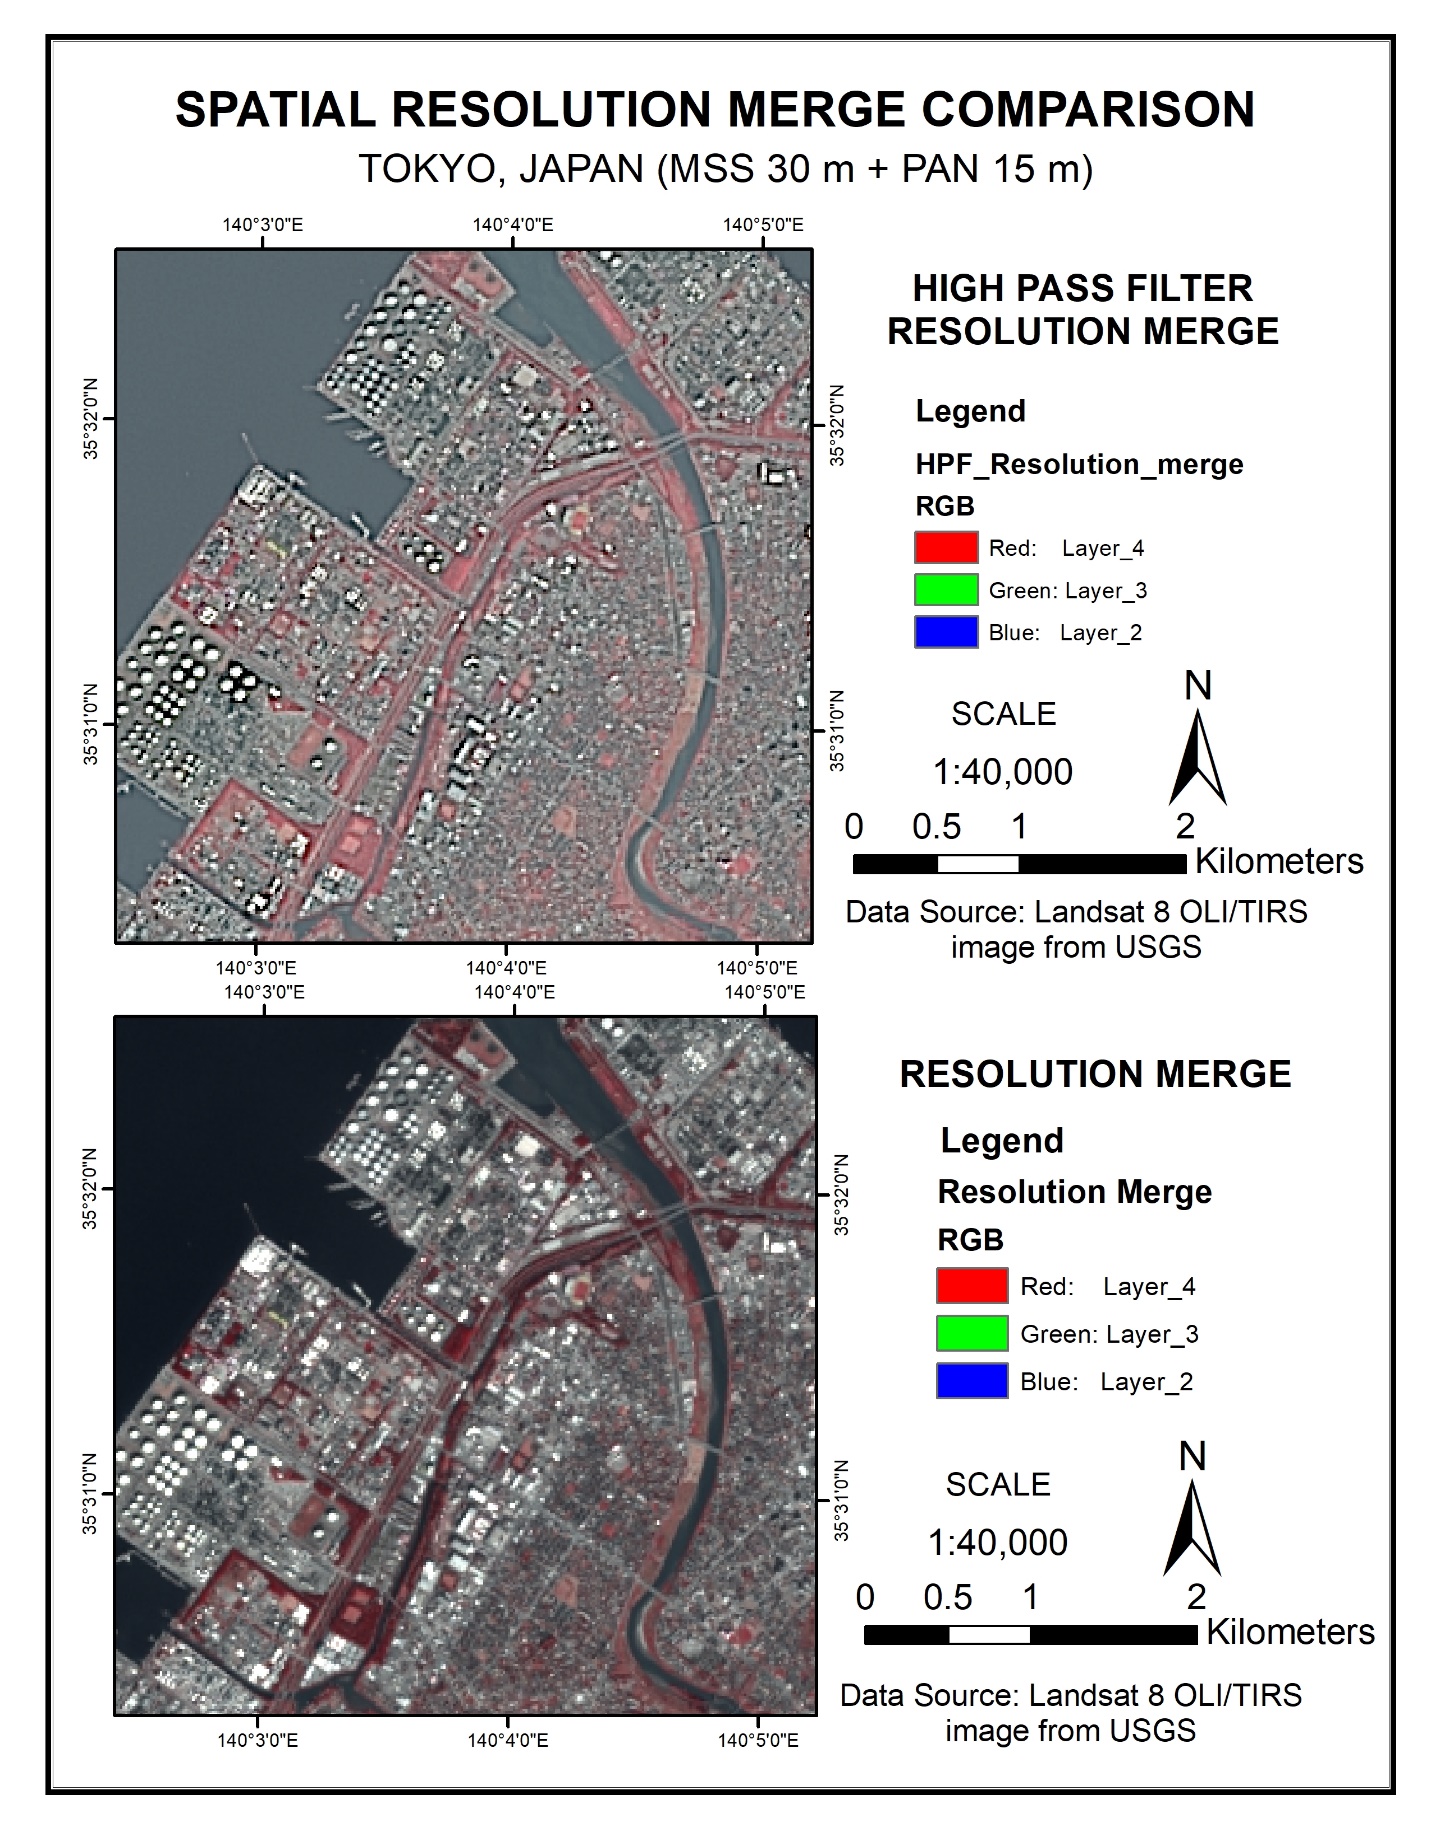 SPATIAL RESOLUTION MERGE COMPARISON
TOKYO, JAPAN (MSS 30 m + PAN 15 m)
140°3'0"E 140°4'0"E 140°5'0"E
35°32'0"N 35°32'0"N
35°31'0"N 35°31'0"N
140°3'0"E 140°4'0"E 140°5'0"E
HIGH PASS FILTER
RESOLUTION MERGE
Legend
HPF_Resolution_merge
RGB
Red: Layer_4
Green: Layer_3
Blue: Layer_2
N
SCALE
1:40,000
0 0.5 1 2
Kilometers
Data Source: Landsat 8 OLI/TIRS
image from USGS
140°3'0"E 140°4'0"E 140°5'0"E
35°32'0"N 35°32'0"N
35°31'0"N 35°31'0"N
140°3'0"E 140°4'0"E 140°5'0"E
RESOLUTION MERGE
Legend
Resolution Merge
RGB
Red: Layer_4
Green: Layer_3
Blue: Layer_2
N
SCALE
1:40,000
0 0.5 1 2
Kilometers
Data Source: Landsat 8 OLI/TIRS
image from USGS